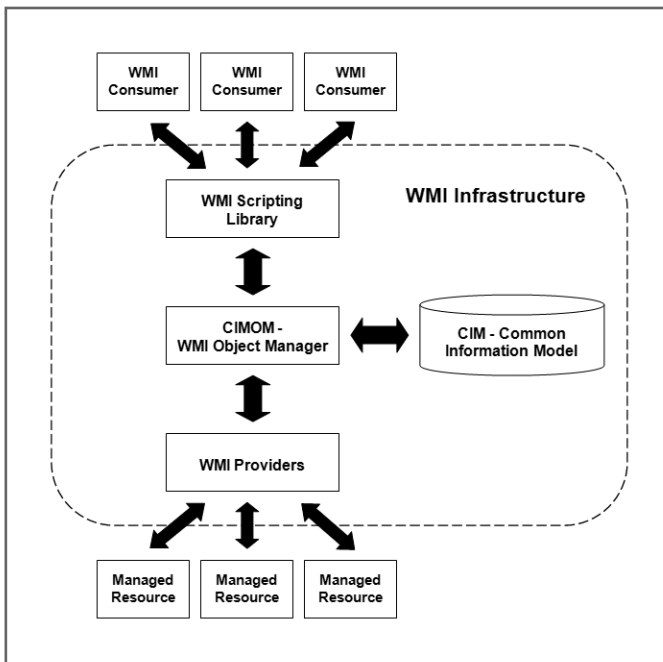 WMI
Consumer
WMI
Consumer
WMI
Consumer
WMI Infrastructure
WMI Scripting
Library
CIMOM -
WMI Object Manager
CIM - Common
Information Model
WMI Providers
Managed
Resource
Managed
Resource
Managed
Resource